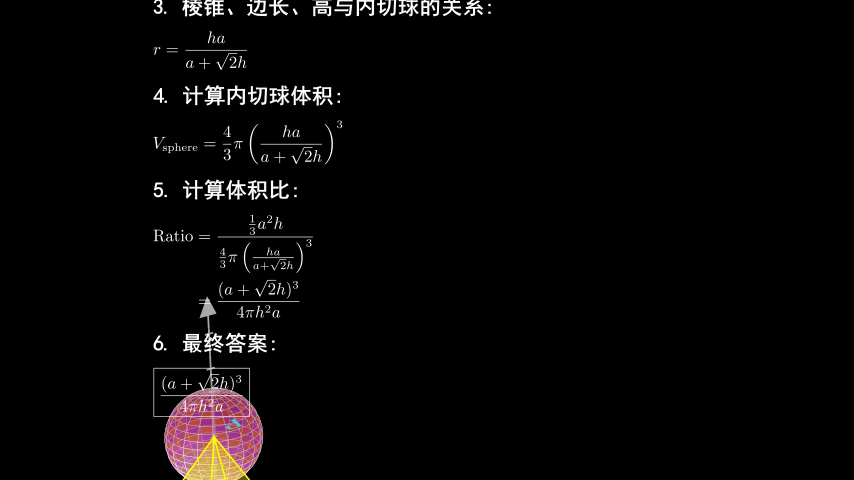 3. 棱锥、边长、高与内切球的关系：
r = \frac{ha}{a + \sqrt{2}h}
4. 计算内切球体积：
V_{\text{sphere}} = \frac{4}{3}\pi \left( \frac{ha}{a + \sqrt{2}h} \right)^3
5. 计算体积比：
\text{Ratio} = \frac{\frac{1}{3}a^2h}{\frac{4}{3}\pi \left( \frac{ha}{a+\sqrt{2}h} \right)^3}
= \frac{(a + \sqrt{2}h)^3}{4\pi h^2 a}
6. 最终答案：
\frac{(a + \sqrt{2}h)^3}{4\pi h^2 a}